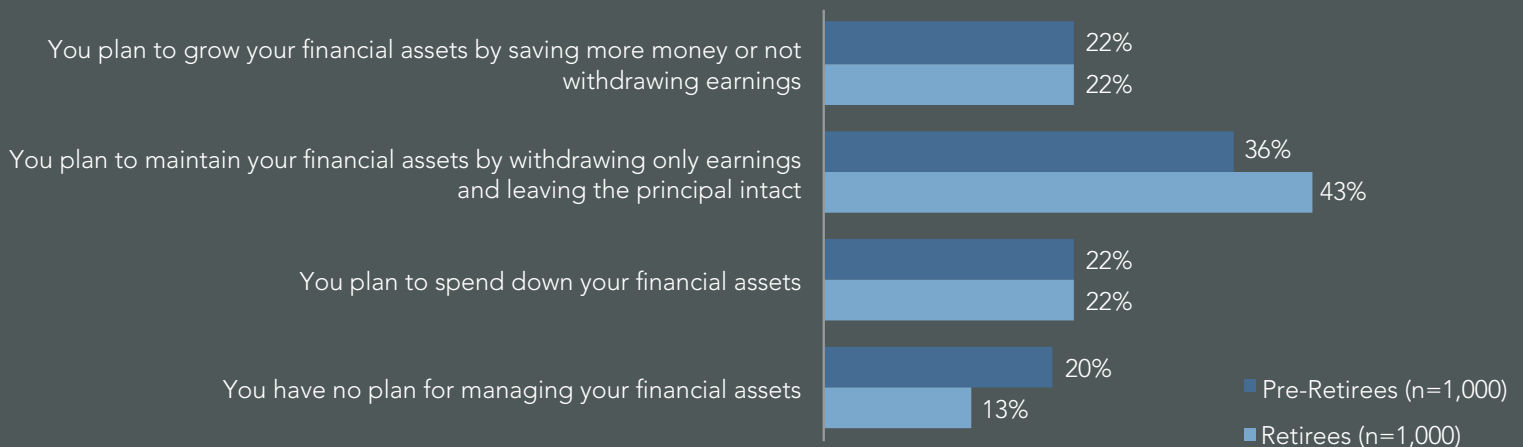 You plan to grow your financial assets by saving more money or not
withdrawing earnings
22%
22%
You plan to maintain your financial assets by withdrawing only earnings
and leaving the principal intact
36%
43%
You plan to spend down your financial assets
22%
22%
You have no plan for managing your financial assets
20%
13%
Pre-Retirees (n=1,000)
Retirees (n=1,000)